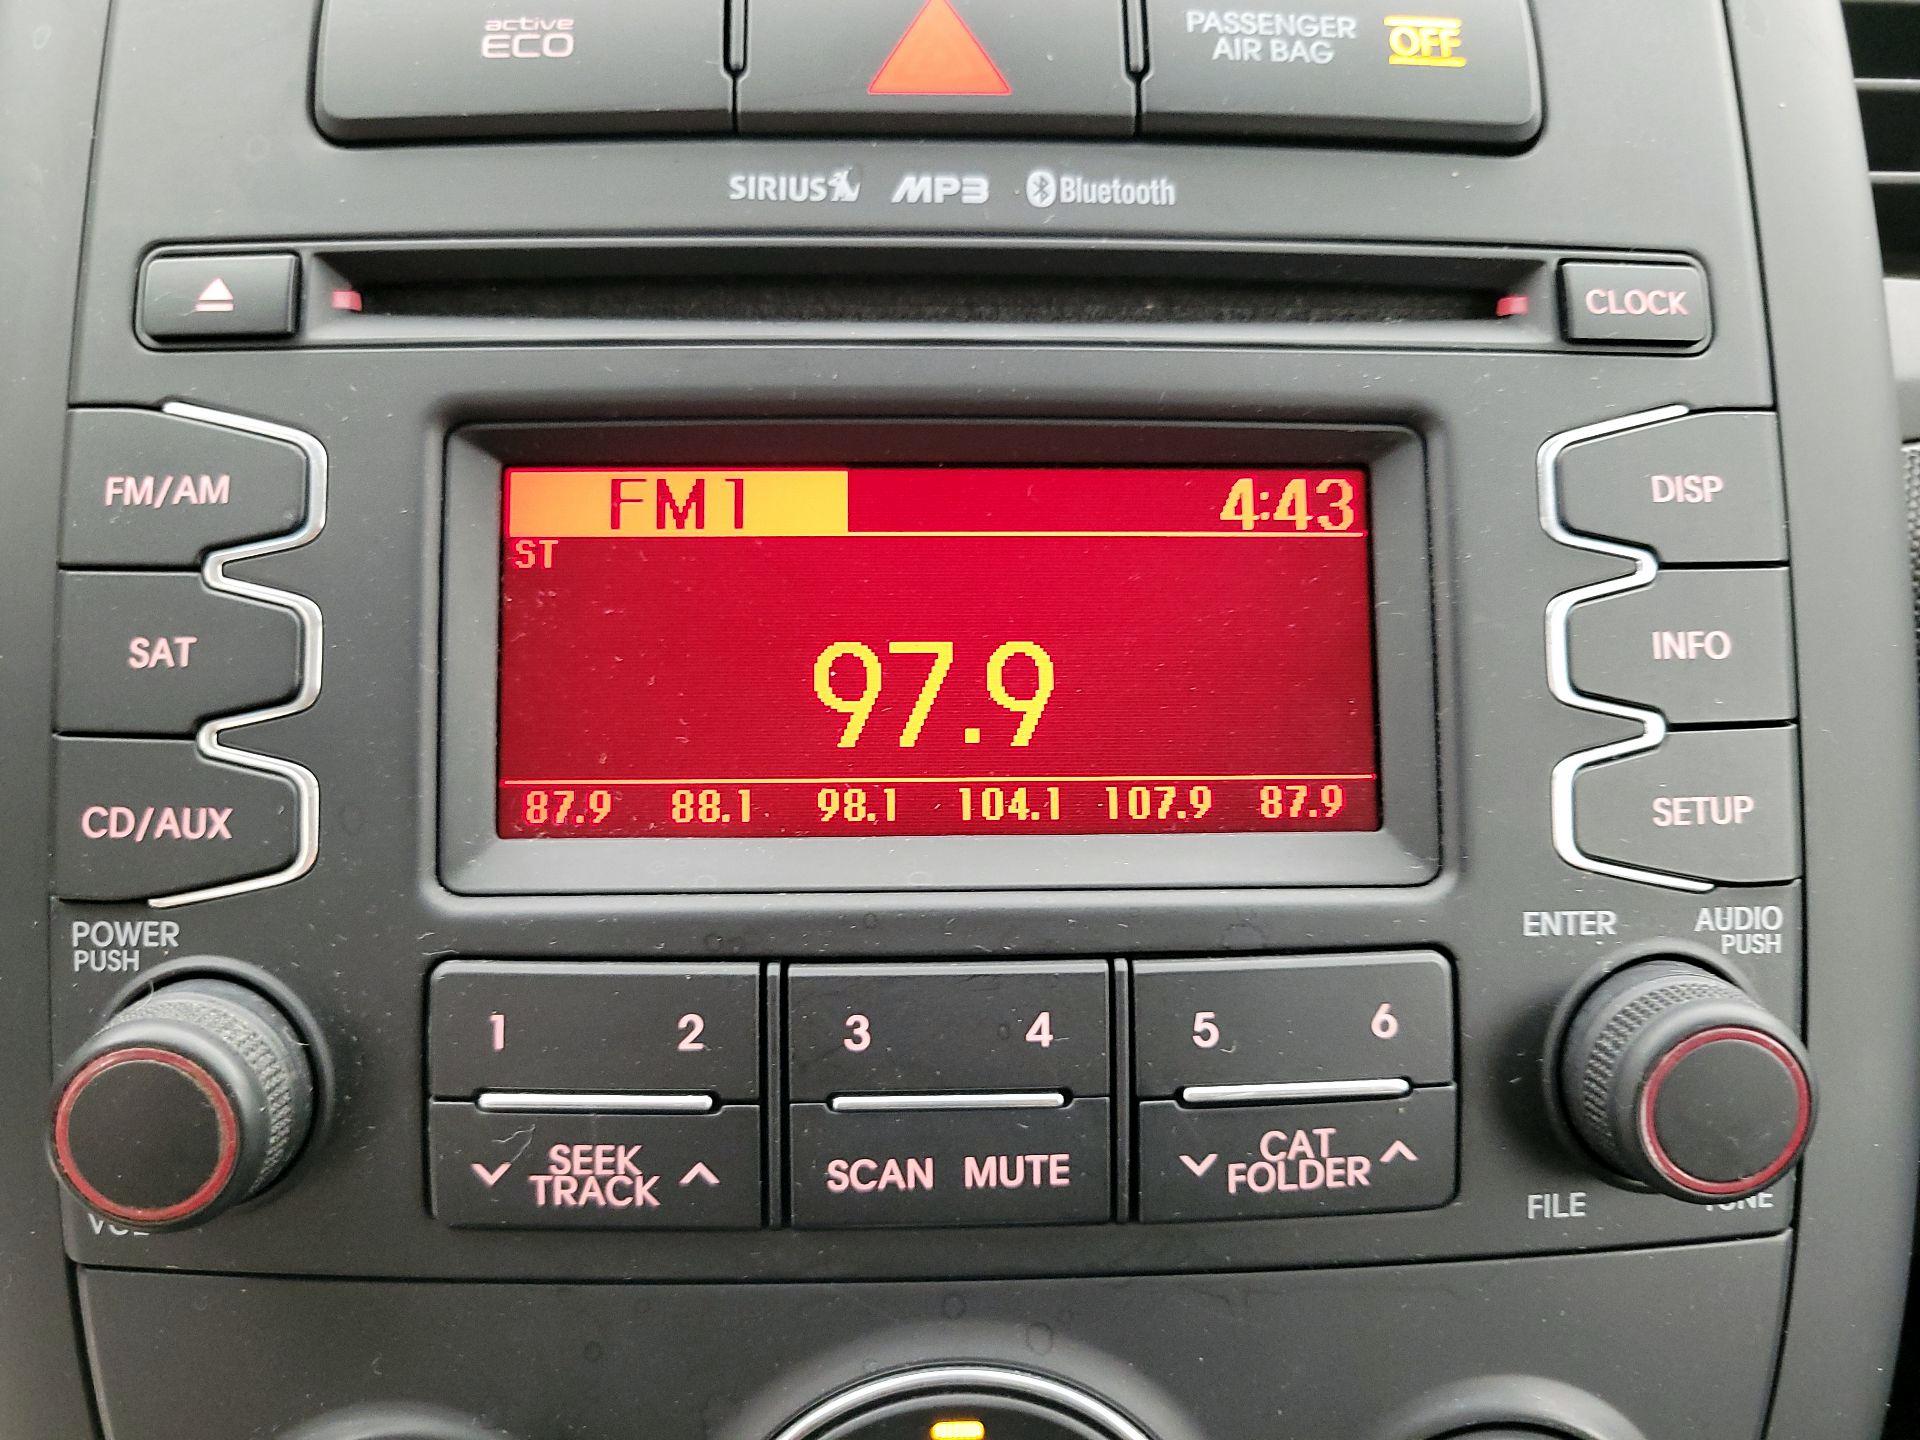 active
ECO
PASSENGER
AIR BAG
OFF
SIRIUS MP3 Bluetooth
CLOCK
FM/AM
FM1 4:43
DISP
ST
SAT
97.9
INFO
CD/AUX
87.9 88.1 98.1 104.1 107.9 87.9
SETUP
POWER
PUSH
ENTER
AUDIO
PUSH
1 2 3 4 5 6
SEEK
TRACK
SCAN MUTE
CAT
FOLDER
VOL
FILE
TUNE